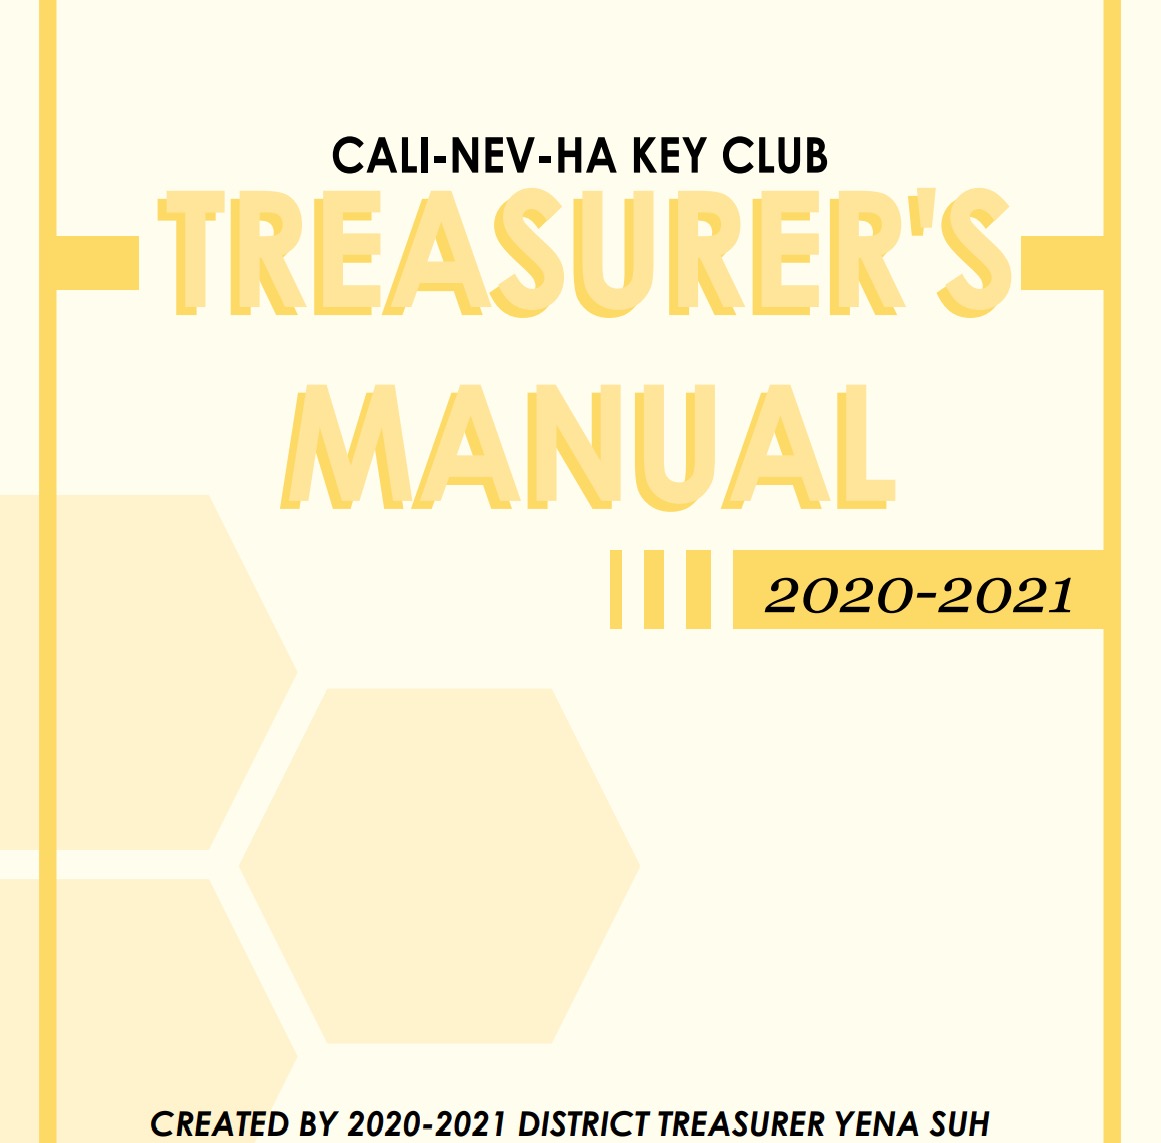 CALI-NEV-HA KEY CLUB
TREASURER'S
MANUAL
2020-2021
CREATED BY 2020-2021 DISTRICT TREASURER YENA SUH